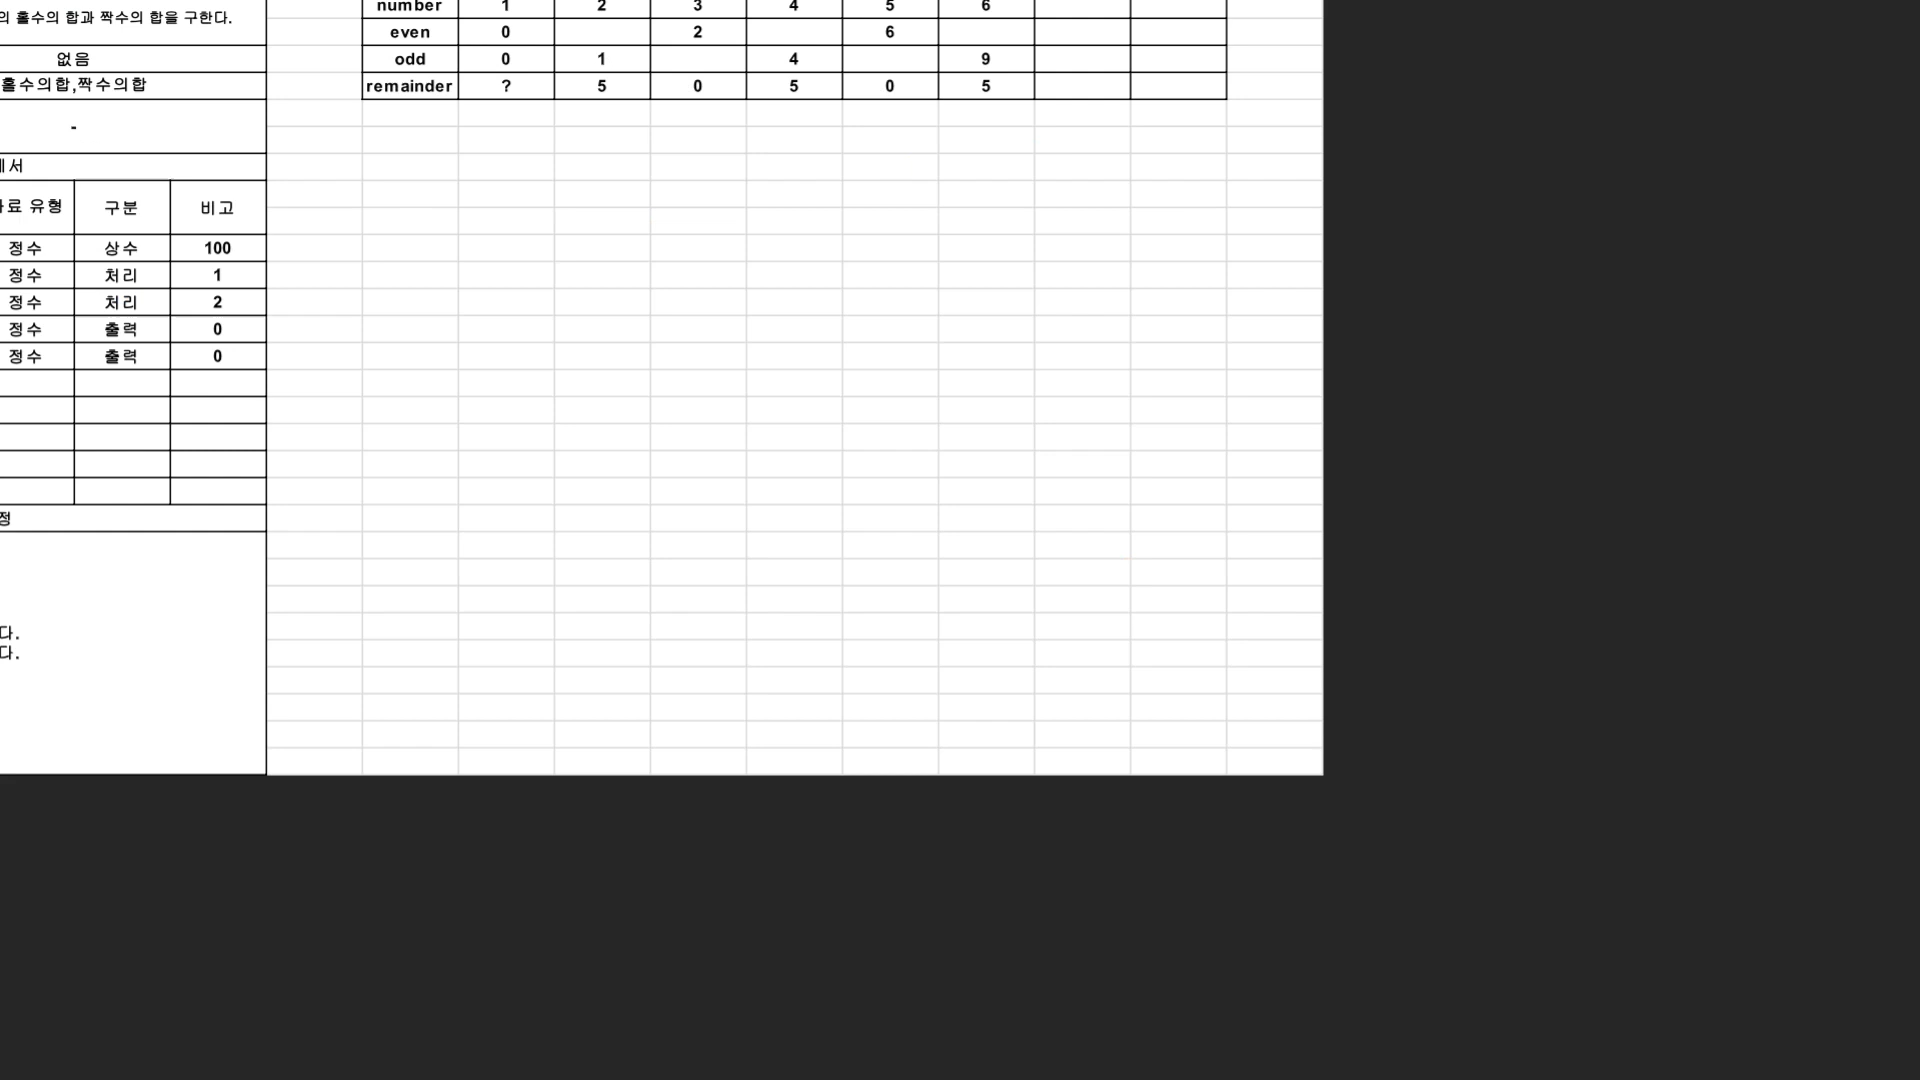 의 홀수의 합과 짝수의 합을 구한다.
없음
홀수의합,짝수의합
-
서
료 유형 구분 비고
정수 상수 100
정수 처리 1
정수 처리 2
정수 출력 0
정수 출력 0
정
다.
다.
number 1 2 3 4 5 6
even 0 2 6
odd 0 1 4 9
remainder ? 5 0 5 0 5